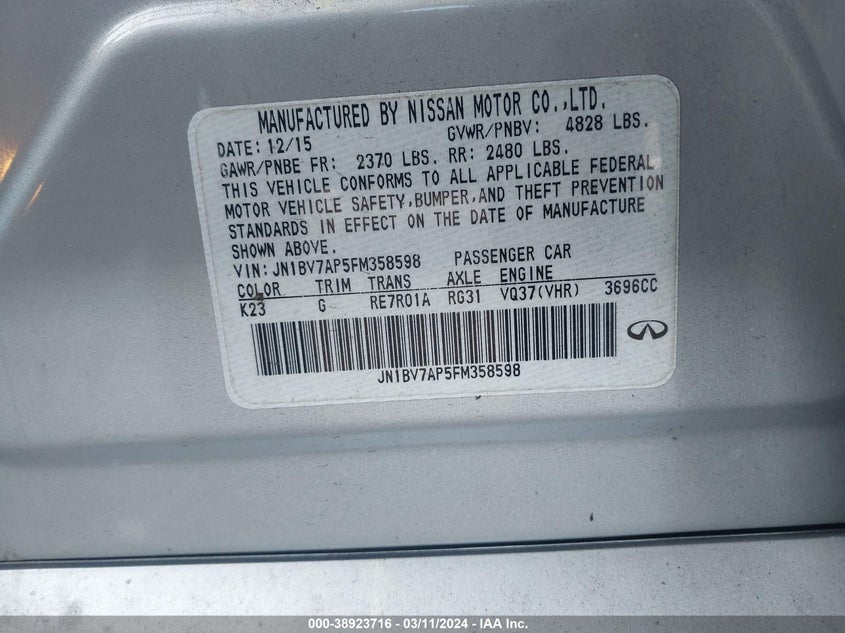 MANUFACTURED BY NISSAN MOTOR CO.,LTD.
DATE: 12/15 GVWR/PNBV: 4828 LBS.
GAWR/PNBE FR: 2370 LBS. RR: 2480 LBS.
THIS VEHICLE CONFORMS TO ALL APPLICABLE FEDERAL
MOTOR VEHICLE SAFETY,BUMPER,AND THEFT PREVENTION
STANDARDS IN EFFECT ON THE DATE OF MANUFACTURE
SHOWN ABOVE.
VIN: JN1BV7AP5FM358598 PASSENGER CAR
COLOR TRIM TRANS AXLE ENGINE
K23 G RE7R01A RG31 VQ37(VHR) 3696CC
JN1BV7AP5FM358598
000-38923716 - 03/11/2024 - IAA Inc.